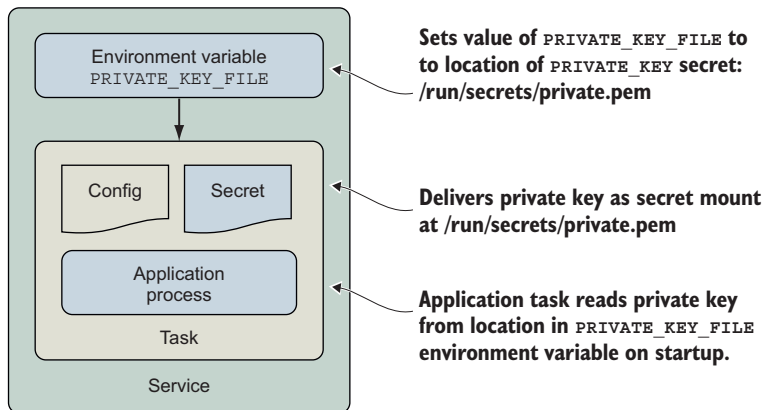 Environment variable
PRIVATE_KEY_FILE
Config
Secret
Application
process
Task
Service
Sets value of PRIVATE_KEY_FILE to
to location of PRIVATE_KEY secret:
/run/secrets/private.pem
Delivers private key as secret mount
at /run/secrets/private.pem
Application task reads private key
from location in PRIVATE_KEY_FILE
environment variable on startup.